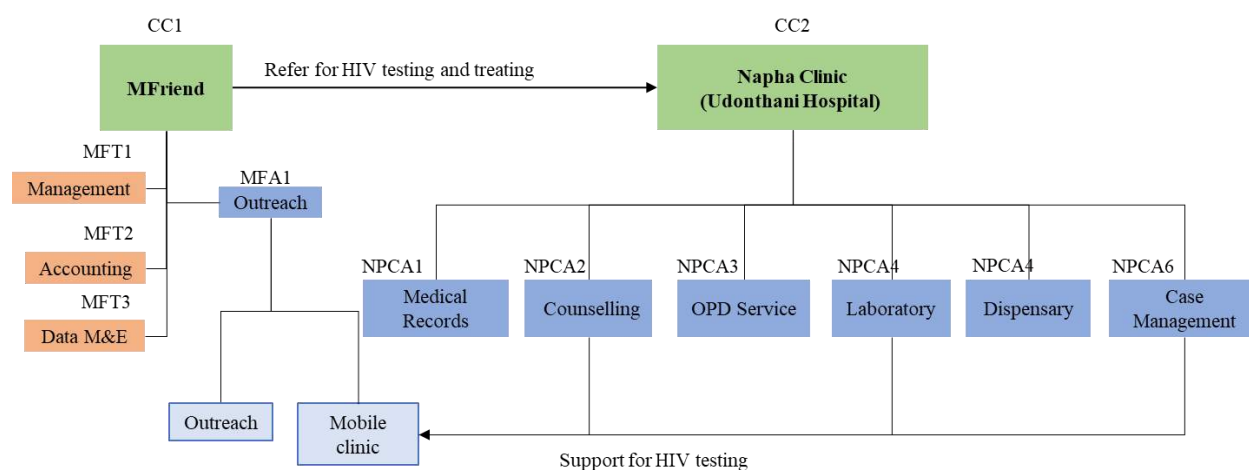 CC1
CC2
MFriend
Refer for HIV testing and treating
Napha Clinic
(Udonthani Hospital)
MFT1
Management
MFA1
Outreach
MFT2
Accounting
MFT3
Data M&E
NPCA1
Medical
Records
NPCA2
Counselling
NPCA3
OPD Service
NPCA4
Laboratory
NPCA4
Dispensary
NPCA6
Case
Management
Outreach
Mobile
clinic
Support for HIV testing